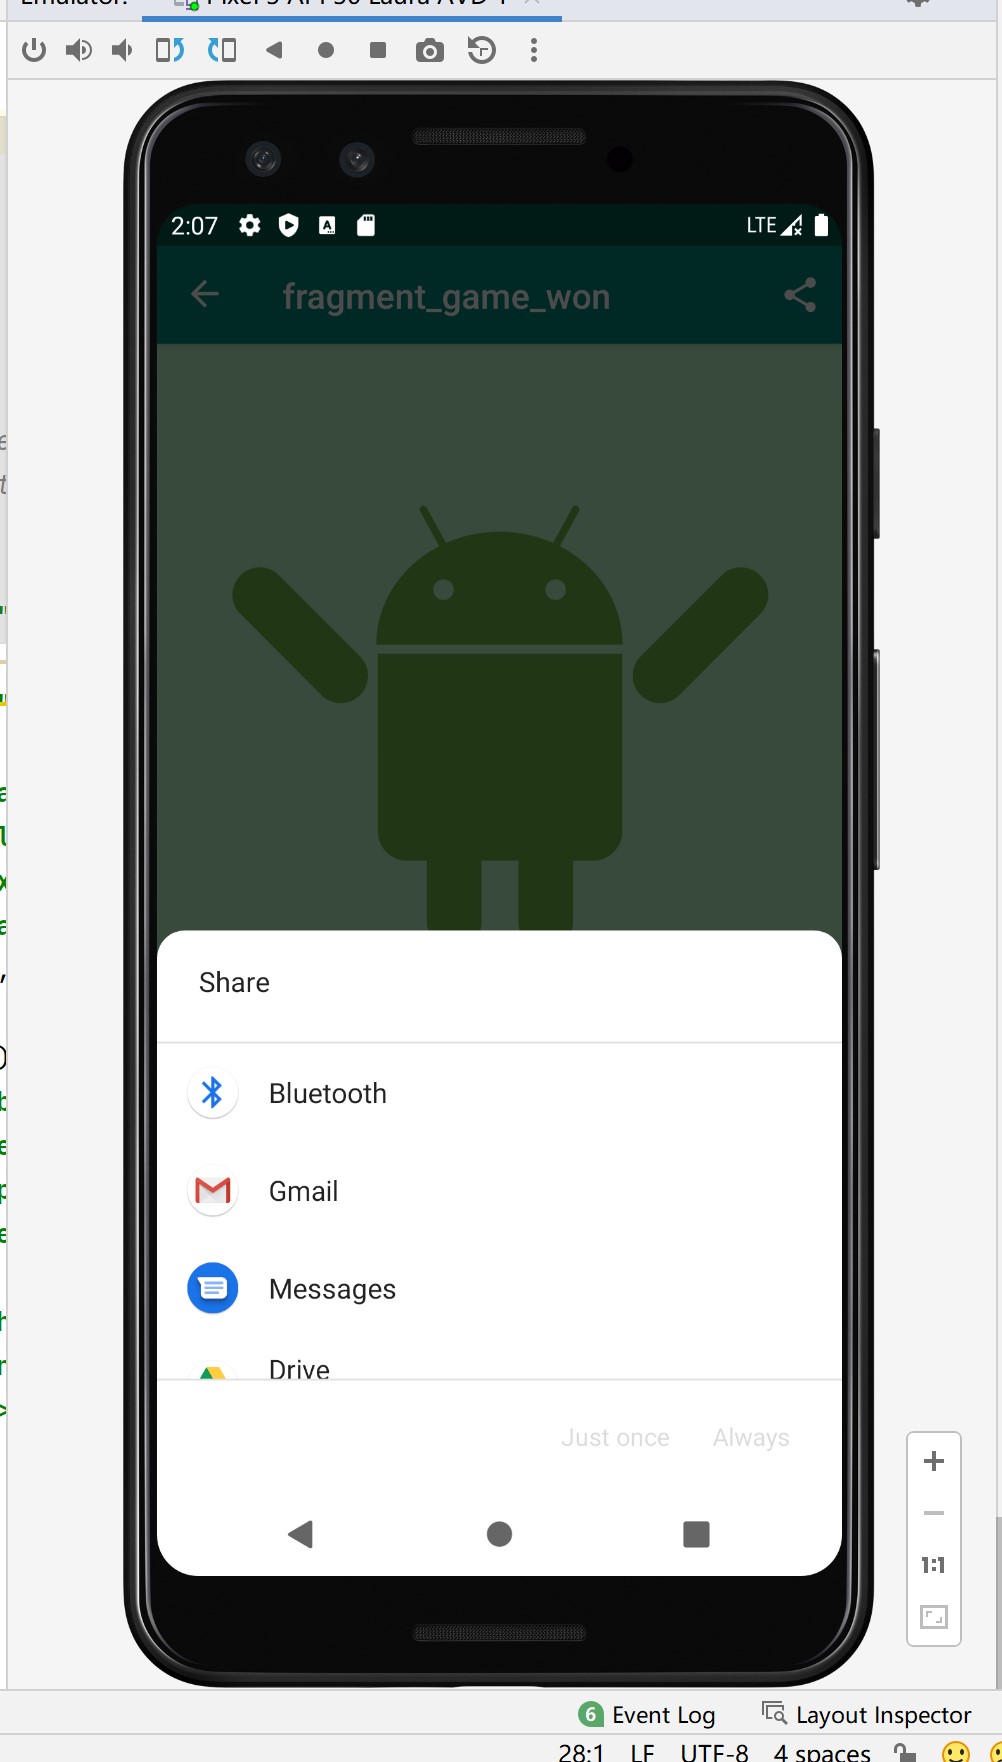 Emulator:
2:07
LTE
fragment_game_won
Share
Bluetooth
Gmail
Messages
Drive
Just once Always
1:1
6 Event Log Layout Inspector
28:1 LF UTF-8 4 spaces